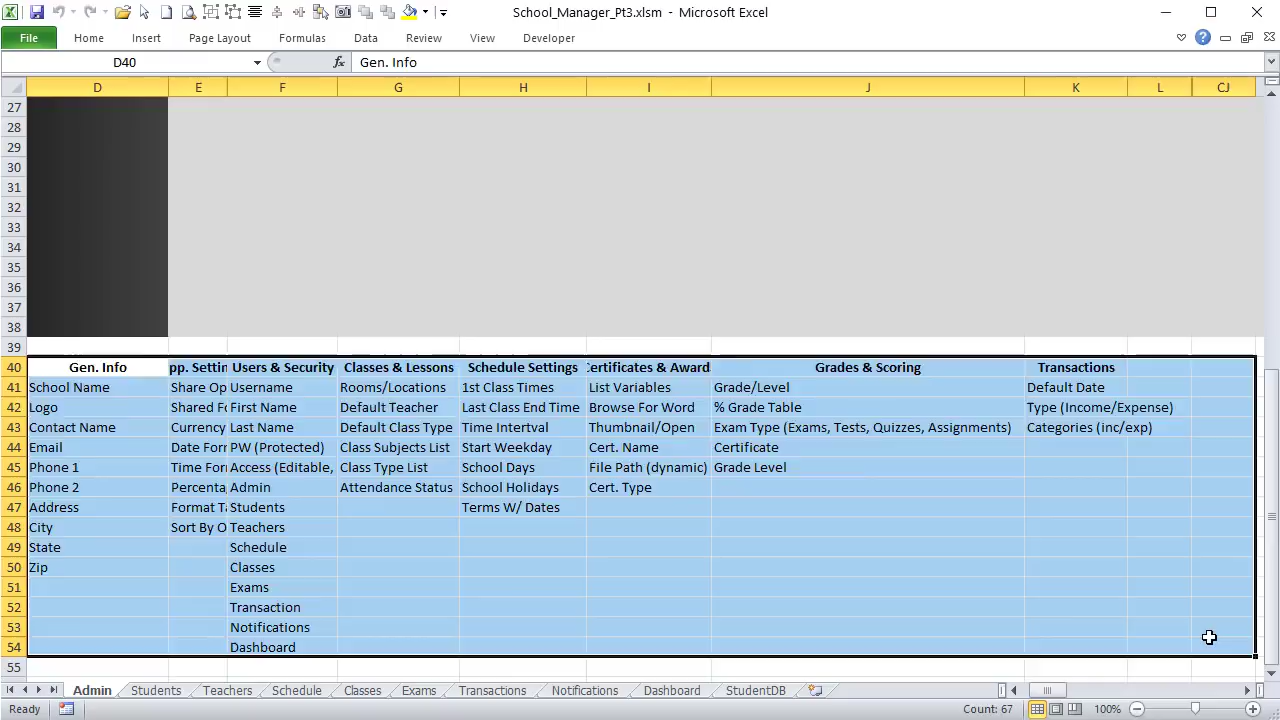 School_Manager_Pt3.xlsm - Microsoft Excel
File Home Insert Page Layout Formulas Data Review View Developer
D40 fx Gen. Info
D E F G H I J K L CJ
27
28
29
30
31
32
33
34
35
36
37
38
39
40 Gen. Info pp. Settin Users & Security Classes & Lessons Schedule Settings Certificates & Award Grades & Scoring Transactions
41 School Name Share Op Username Rooms/Locations 1st Class Times List Variables Grade/Level Default Date
42 Logo Shared Fo First Name Default Teacher Last Class End Time Browse For Word % Grade Table Type (Income/Expense)
43 Contact Name Currency Last Name Default Class Type Time Intertval Thumbnail/Open Exam Type (Exams, Tests, Quizzes, Assignments) Categories (inc/exp)
44 Email Date Forr PW (Protected) Class Subjects List Start Weekday Cert. Name Certificate
45 Phone 1 Time For Access (Editable, Class Type List School Days File Path (dynamic) Grade Level
46 Phone 2 Percenta Admin Attendance Status School Holidays Cert. Type
47 Address Format Ta Students Terms W/ Dates
48 City Sort By O Teachers
49 State Schedule
50 Zip Classes
51 Exams
52 Transaction
53 Notifications
54 Dashboard
55
Admin Students Teachers Schedule Classes Exams Transactions Notifications Dashboard StudentDB
Ready Count: 67 100%